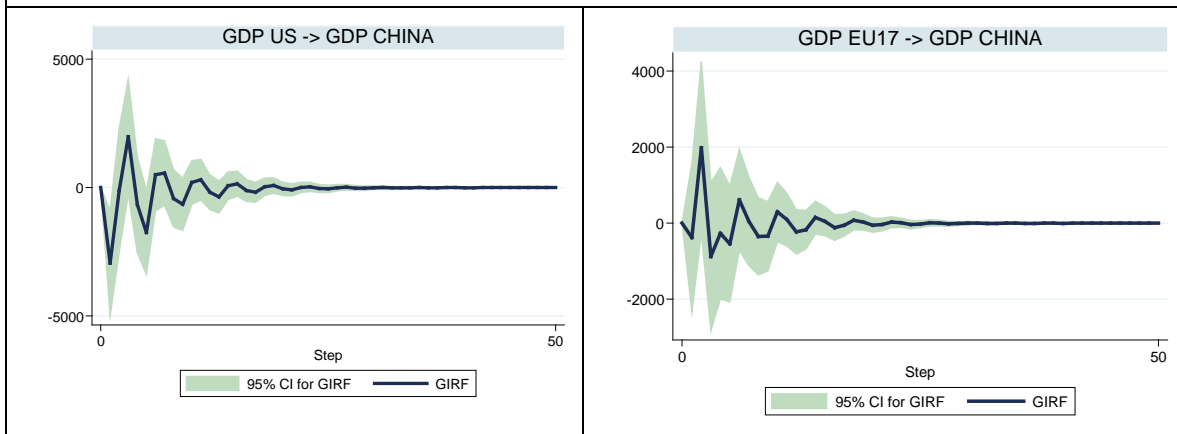 GDP US -> GDP CHINA
5000
0
-5000
0 50
Step
95% CI for GIRF GIRF
GDP EU17 -> GDP CHINA
4000
2000
0
-2000
0 50
Step
95% CI for GIRF GIRF